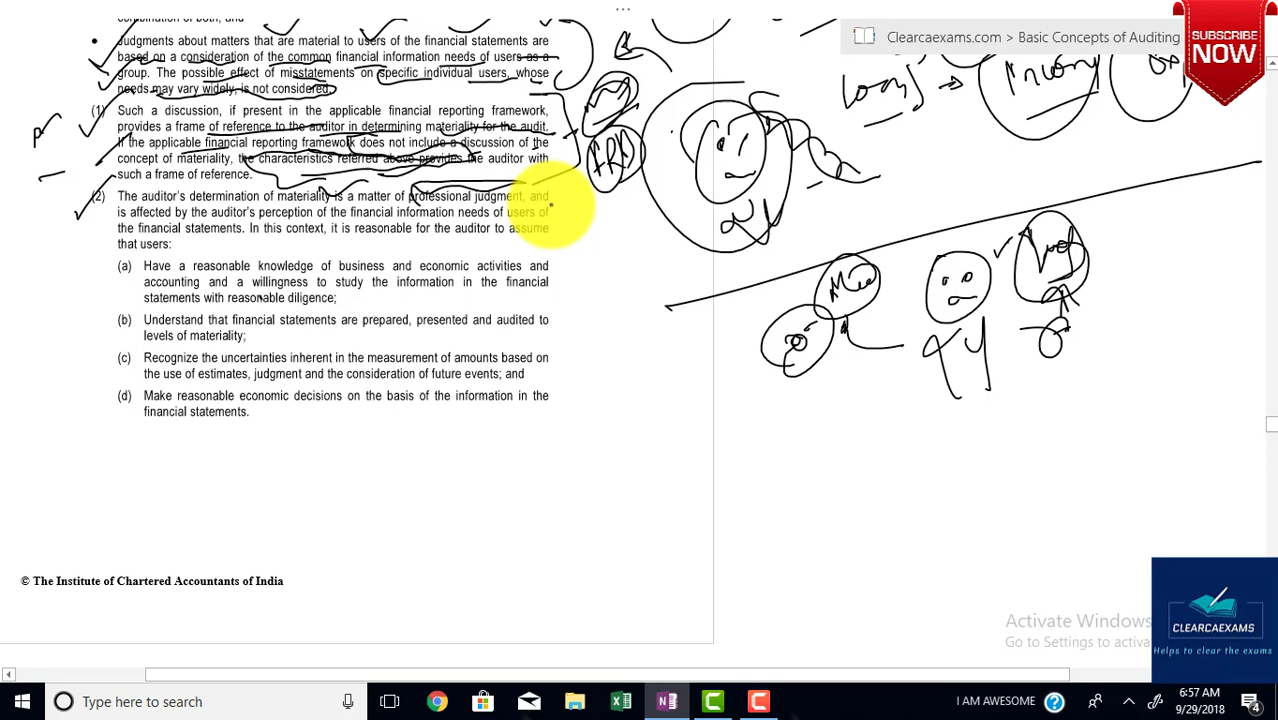 combination of both; and
• Judgments about matters that are material to users of the financial statements are
based on a consideration of the common financial information needs of users as a
group. The possible effect of misstatements on specific individual users, whose
needs may vary widely, is not considered.
(1) Such a discussion, if present in the applicable financial reporting framework,
provides a frame of reference to the auditor in determining materiality for the audit.
If the applicable financial reporting framework does not include a discussion of the
concept of materiality, the characteristics referred above provides the auditor with
such a frame of reference.
(2) The auditor's determination of materiality is a matter of professional judgment, and
is affected by the auditor's perception of the financial information needs of users of
the financial statements. In this context, it is reasonable for the auditor to assume
that users:
(a) Have a reasonable knowledge of business and economic activities and
accounting and a willingness to study the information in the financial
statements with reasonable diligence;
(b) Understand that financial statements are prepared, presented and audited to
levels of materiality;
(c) Recognize the uncertainties inherent in the measurement of amounts based on
the use of estimates, judgment and the consideration of future events; and
(d) Make reasonable economic decisions on the basis of the information in the
financial statements.
© The Institute of Chartered Accountants of India
Clearcaexams.com > Basic Concepts of Auditing
SUBSCRIBE
NOW
Activate Windows
Go to Settings to activa
CLEARCAEXAMS
Helps to clear the exams
Type here to search
I AM AWESOME
6:57 AM
9/29/2018
4